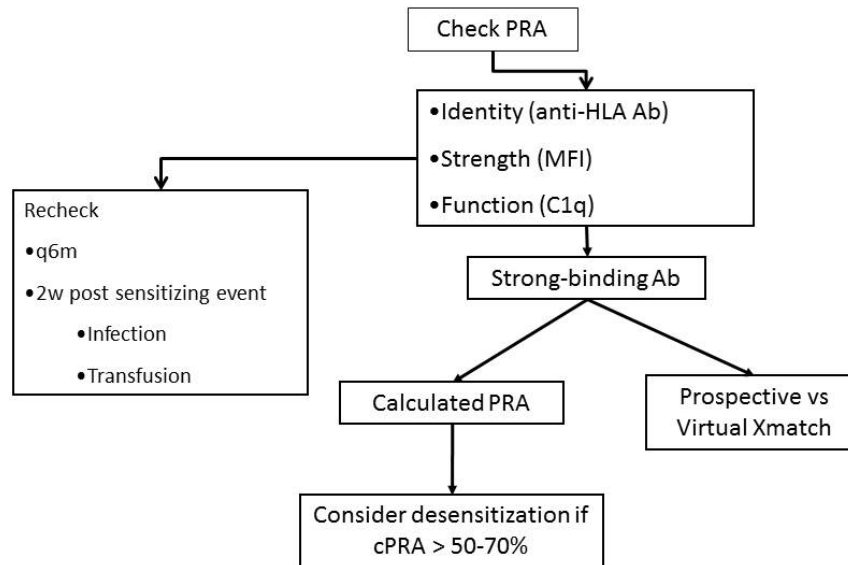 Check PRA
•Identity (anti-HLA Ab)
•Strength (MFI)
•Function (C1q)
Recheck
•q6m
•2w post sensitizing event
•Infection
•Transfusion
Strong-binding Ab
Calculated PRA
Prospective vs
Virtual Xmatch
Consider desensitization if
cPRA > 50-70%